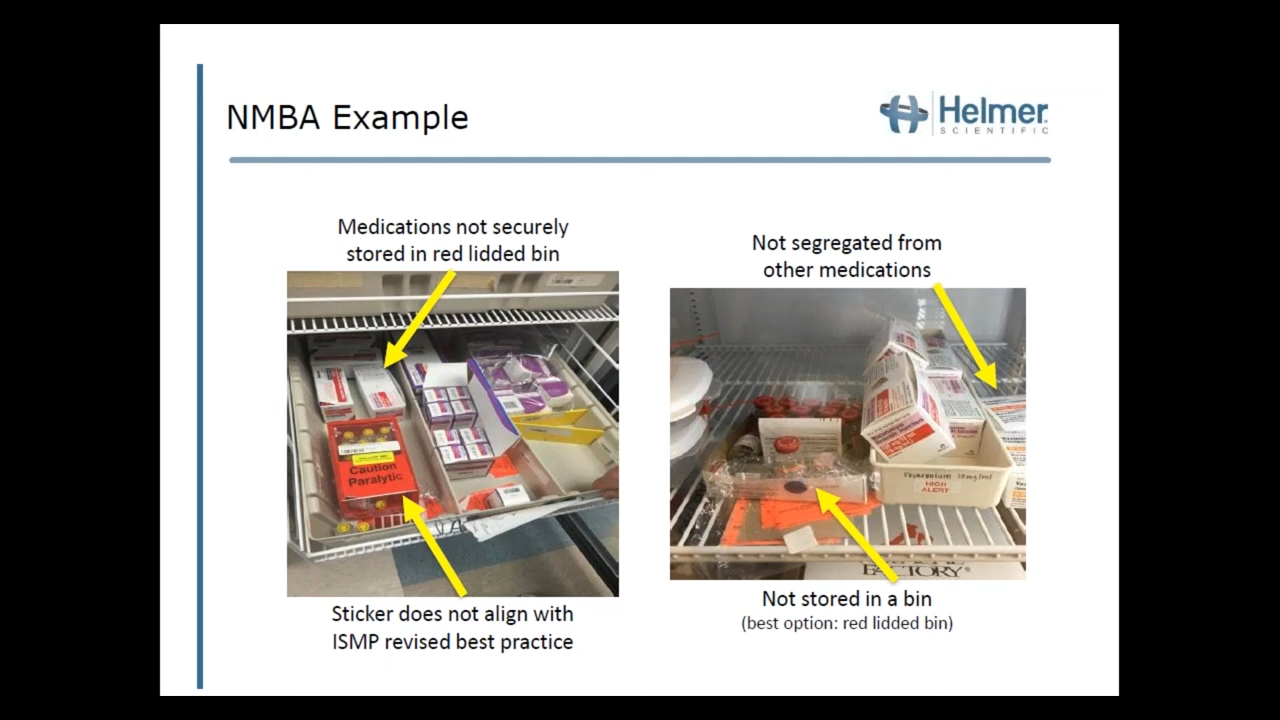 NMBA Example
Helmer
SCIENTIFIC
Medications not securely
stored in red lidded bin
Not segregated from
other medications
Caution
Paralytic
HIGH
ALERT
FACTORY
Sticker does not align with
ISMP revised best practice
Not stored in a bin
(best option: red lidded bin)